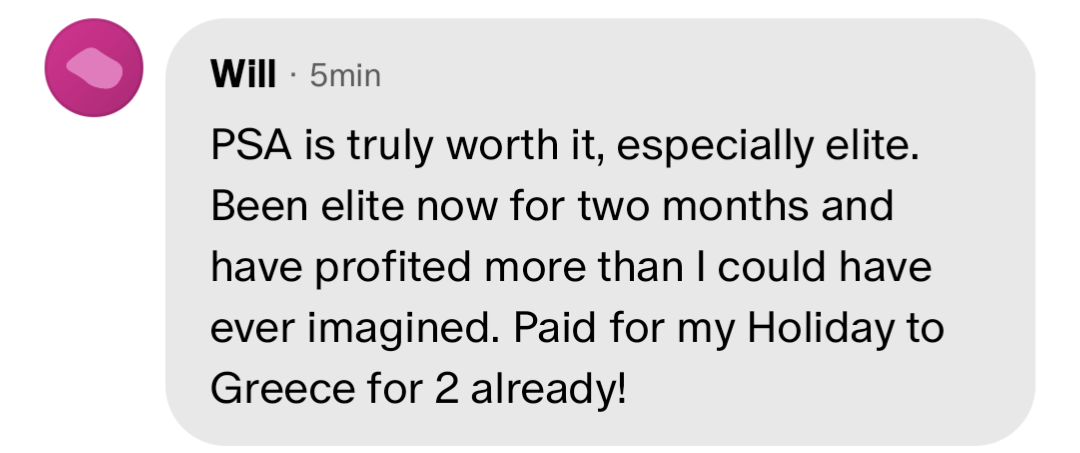 Will · 5min
PSA is truly worth it, especially elite.
Been elite now for two months and
have profited more than I could have
ever imagined. Paid for my Holiday to
Greece for 2 already!